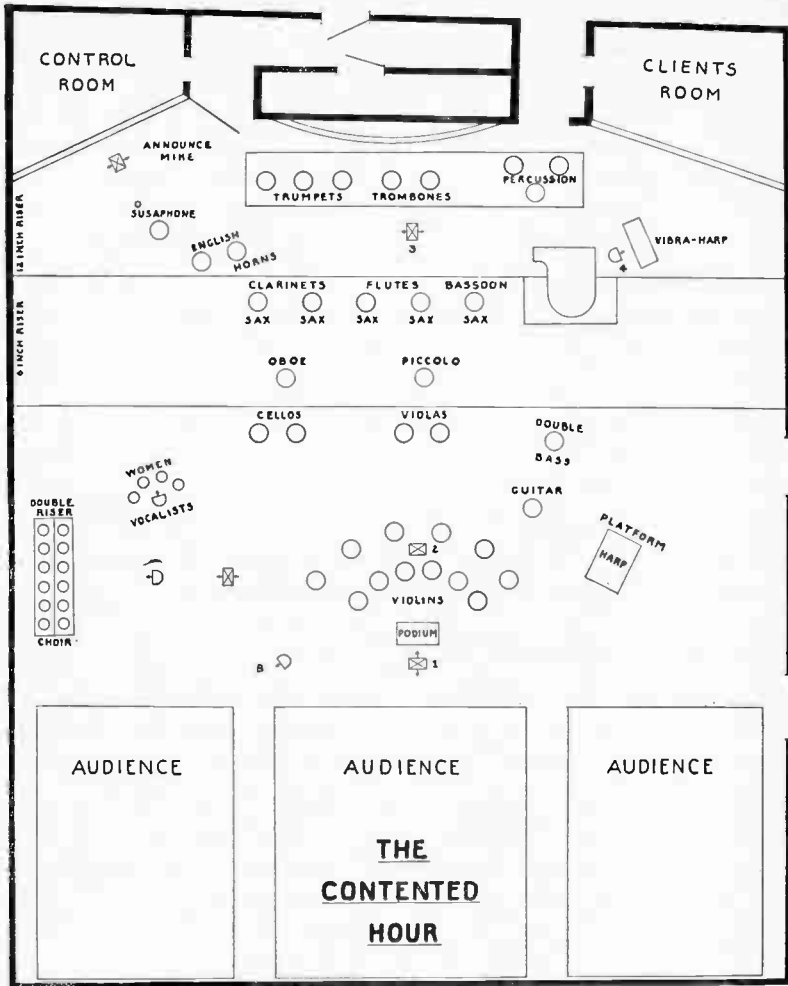 CONTROL
ROOM
CLIENTS
ROOM
ANNOUNCE
MIKE
TRUMPETS
TROMBONES
PERCUSSION
SUSAPHONE
ENGLISH
HORNS
3
4
VIBRA-HARP
12 INCH RISER
CLARINETS
FLUTES
BASSOON
SAX SAX SAX SAX SAX
6 INCH RISER
OBOE
PICCOLO
CELLOS
VIOLAS
DOUBLE
BASS
WOMEN
VOCALISTS
GUITAR
DOUBLE
RISER
PLATFORM
HARP
2
VIOLINS
CHOIR
PODIUM
8
1
AUDIENCE
AUDIENCE
AUDIENCE
THE
CONTENTED
HOUR